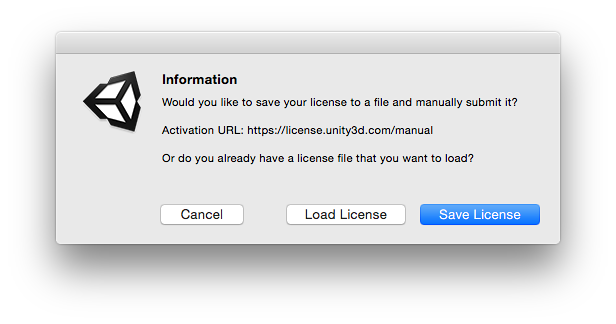 Information
Would you like to save your license to a file and manually submit it?
Activation URL: https://license.unity3d.com/manual
Or do you already have a license file that you want to load?
Cancel
Load License
Save License